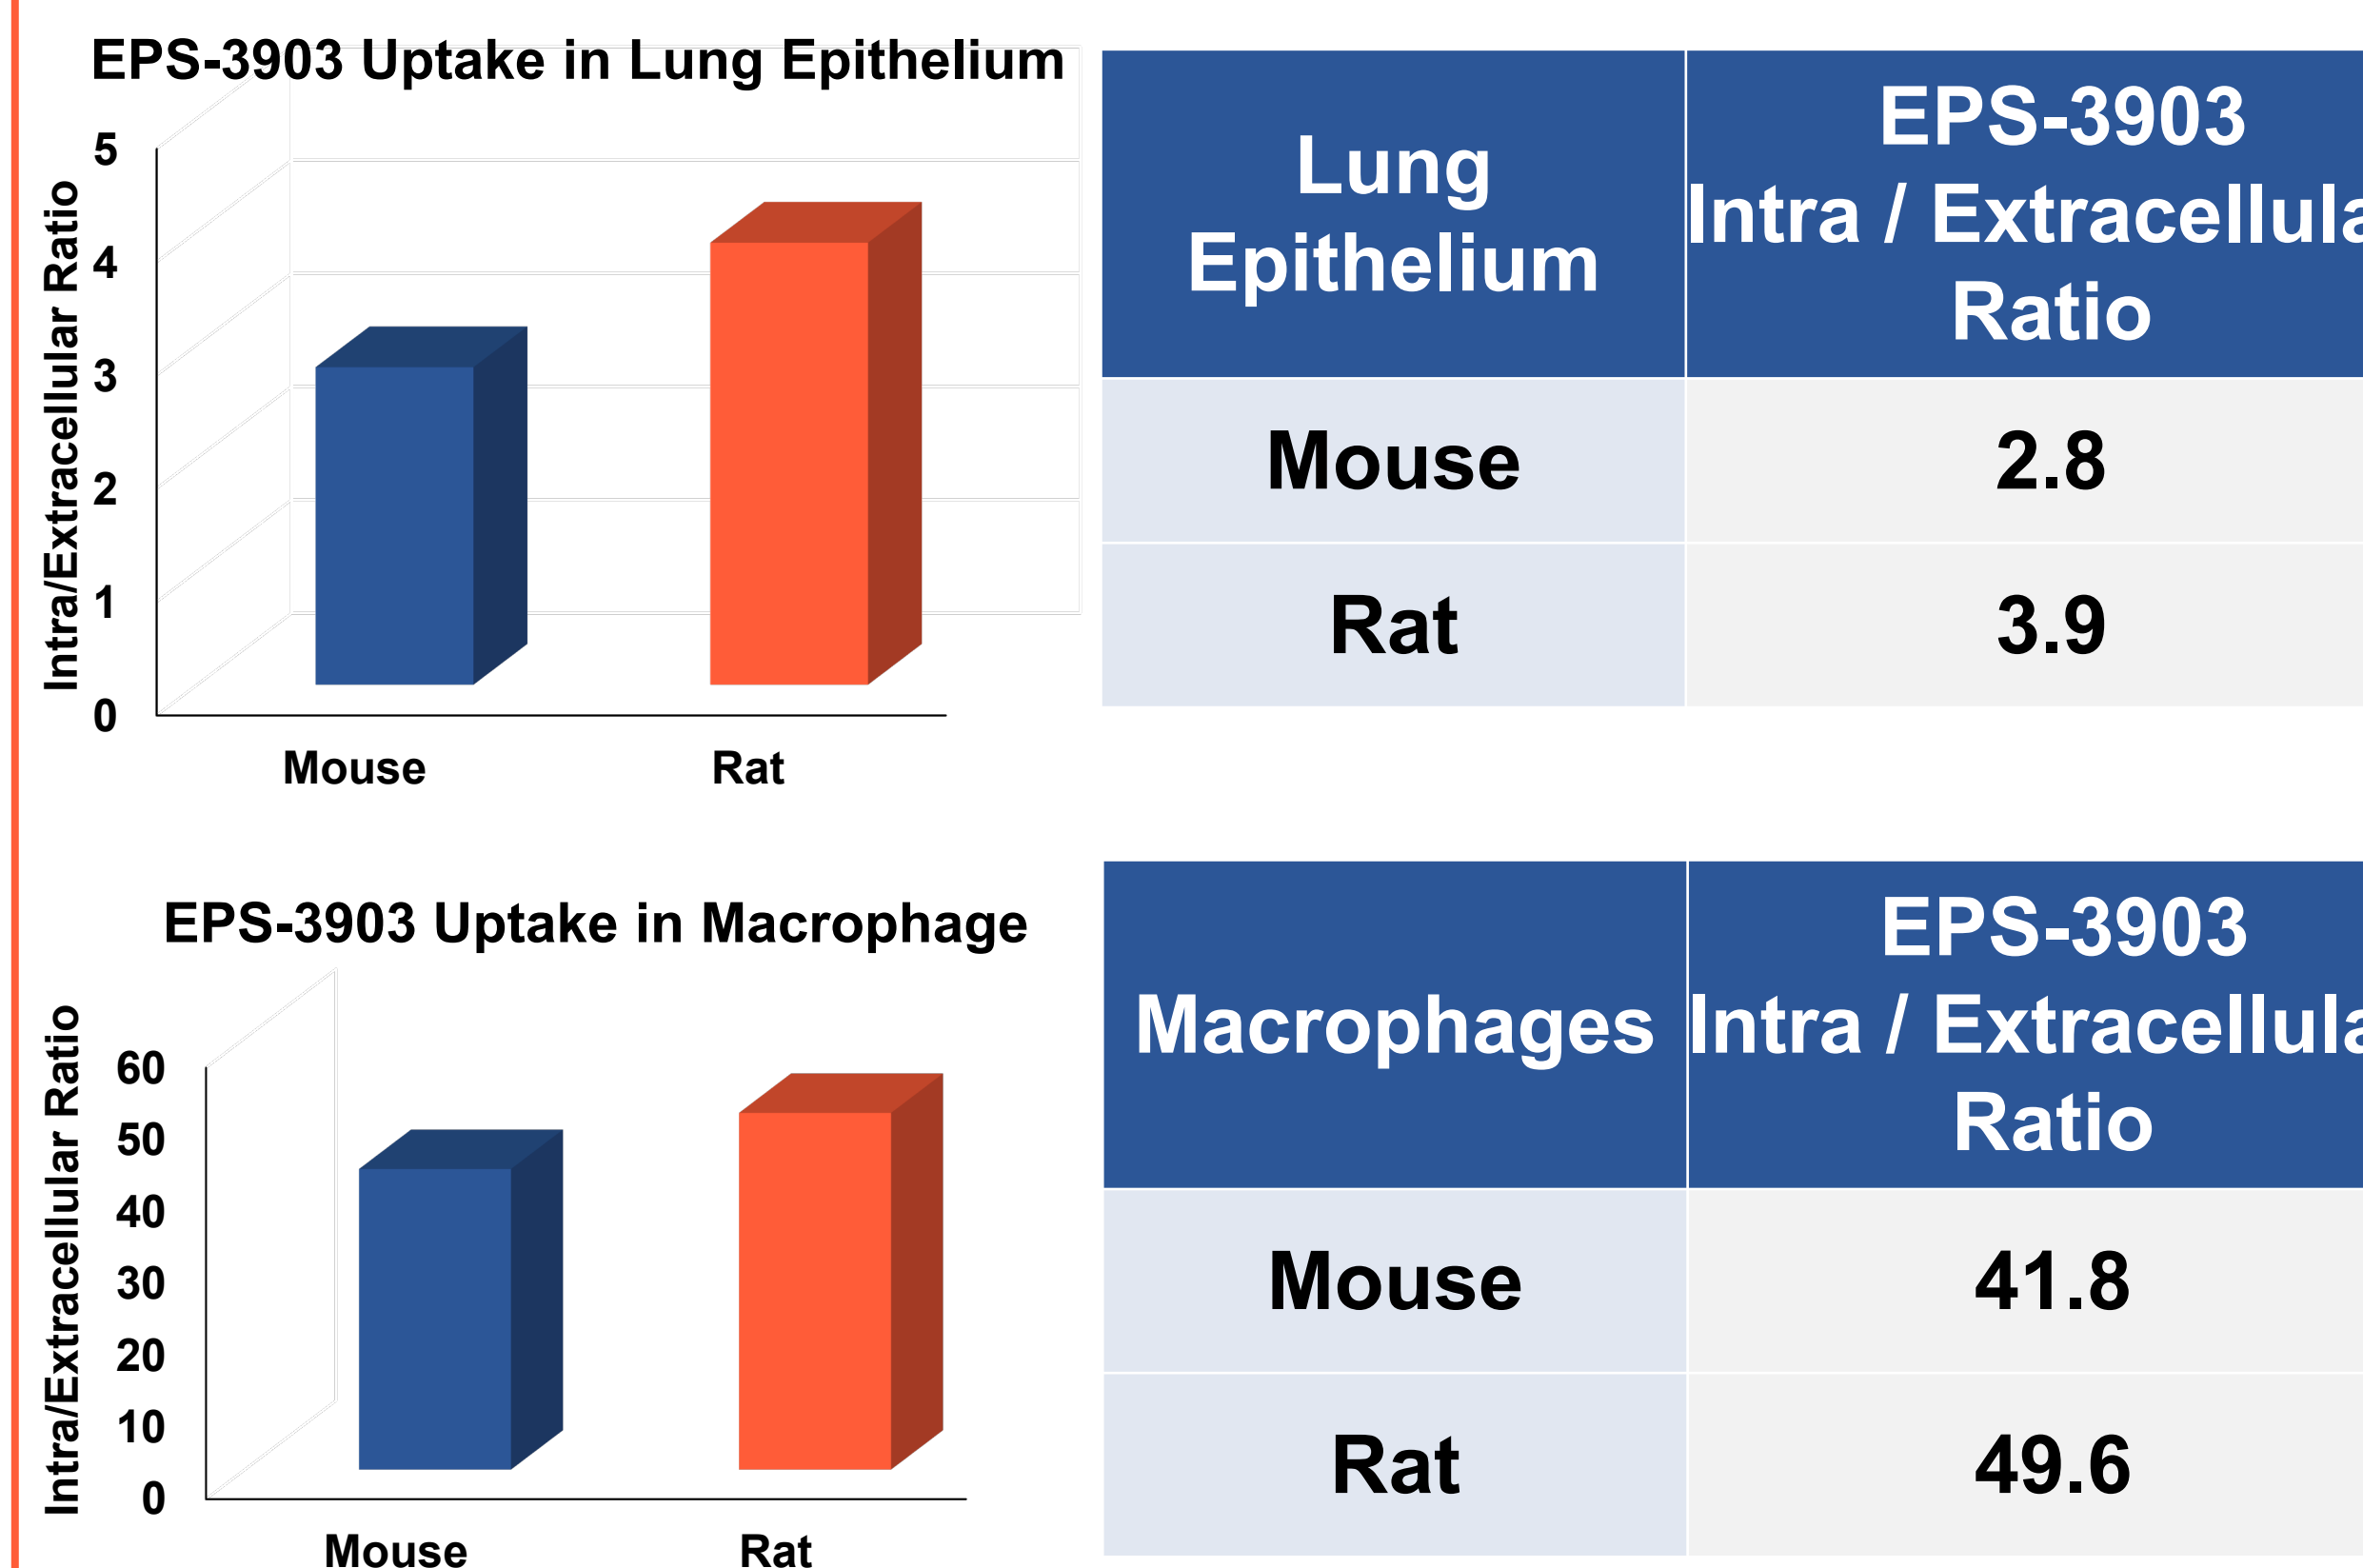 EPS-3903 Uptake in Lung Epithelium
Intra/Extracellular Ratio
5
4
3
2
1
0
Mouse Rat
Lung
Epithelium
EPS-3903
Intra / Extracellula
Ratio
Mouse 2.8
Rat 3.9
EPS-3903 Uptake in Macrophage
Intra/Extracellular Ratio
60
50
40
30
20
10
0
Mouse Rat
Macrophages
EPS-3903
Intra / Extracellula
Ratio
Mouse 41.8
Rat 49.6